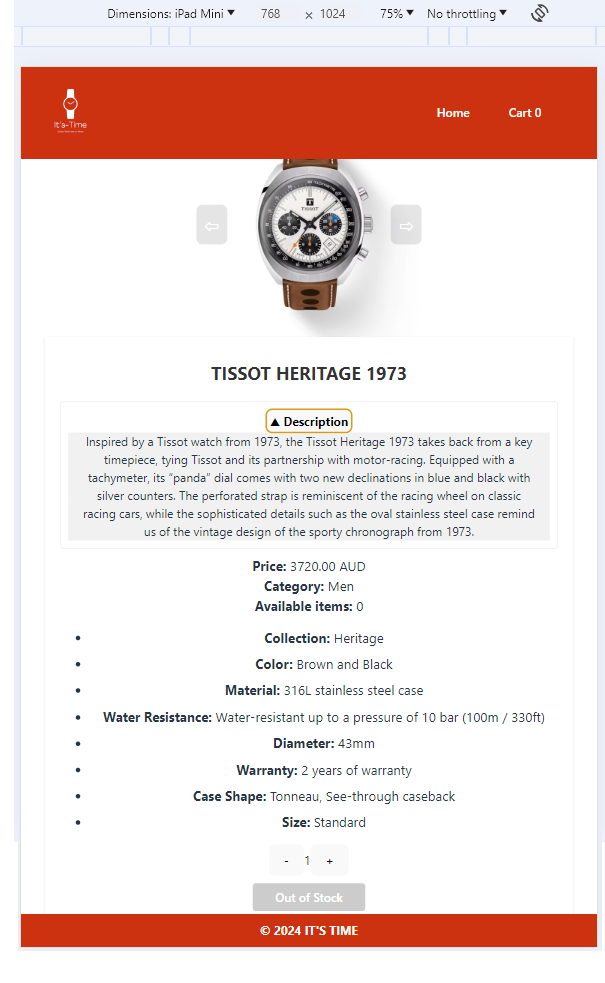 Dimensions: iPad Mini ▼ 768 × 1024 75% ▼ No throttling ▼
It's-Time
Home Cart 0
TISSOT
⇦ ⇨
TISSOT HERITAGE 1973
▲ Description
Inspired by a Tissot watch from 1973, the Tissot Heritage 1973 takes back from a key
timepiece, tying Tissot and its partnership with motor-racing. Equipped with a
tachymeter, its “panda” dial comes with two new declinations in blue and black with
silver counters. The perforated strap is reminiscent of the racing wheel on classic
racing cars, while the sophisticated details such as the oval stainless steel case remind
us of the vintage design of the sporty chronograph from 1973.
Price: 3720.00 AUD
Category: Men
Available items: 0
• Collection: Heritage
• Color: Brown and Black
• Material: 316L stainless steel case
• Water Resistance: Water-resistant up to a pressure of 10 bar (100m / 330ft)
• Diameter: 43mm
• Warranty: 2 years of warranty
• Case Shape: Tonneau, See-through caseback
• Size: Standard
- 1 +
Out of Stock
© 2024 IT'S TIME